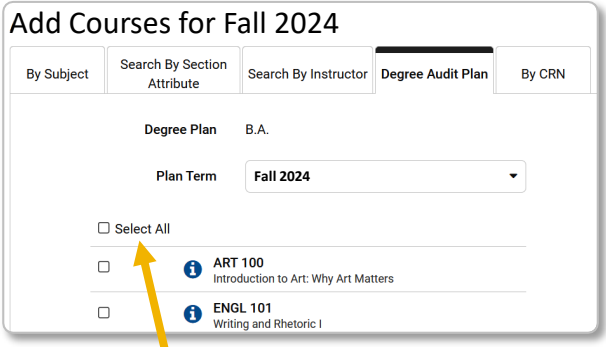 Add Courses for Fall 2024
By Subject
Search By Section
Attribute
Search By Instructor
Degree Audit Plan
By CRN
Degree Plan B.A.
Plan Term Fall 2024
Select All
ART 100
Introduction to Art: Why Art Matters
ENGL 101
Writing and Rhetoric I